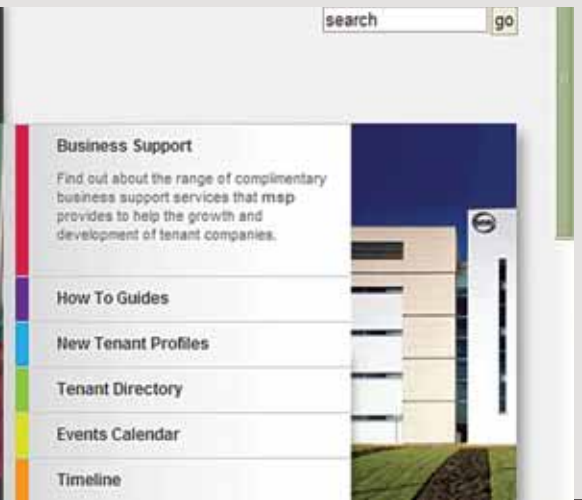 search
go
Business Support
Find out about the range of complimentary
business support services that msp
provides to help the growth and
development of tenant companies.
How To Guides
New Tenant Profiles
Tenant Directory
Events Calendar
Timeline